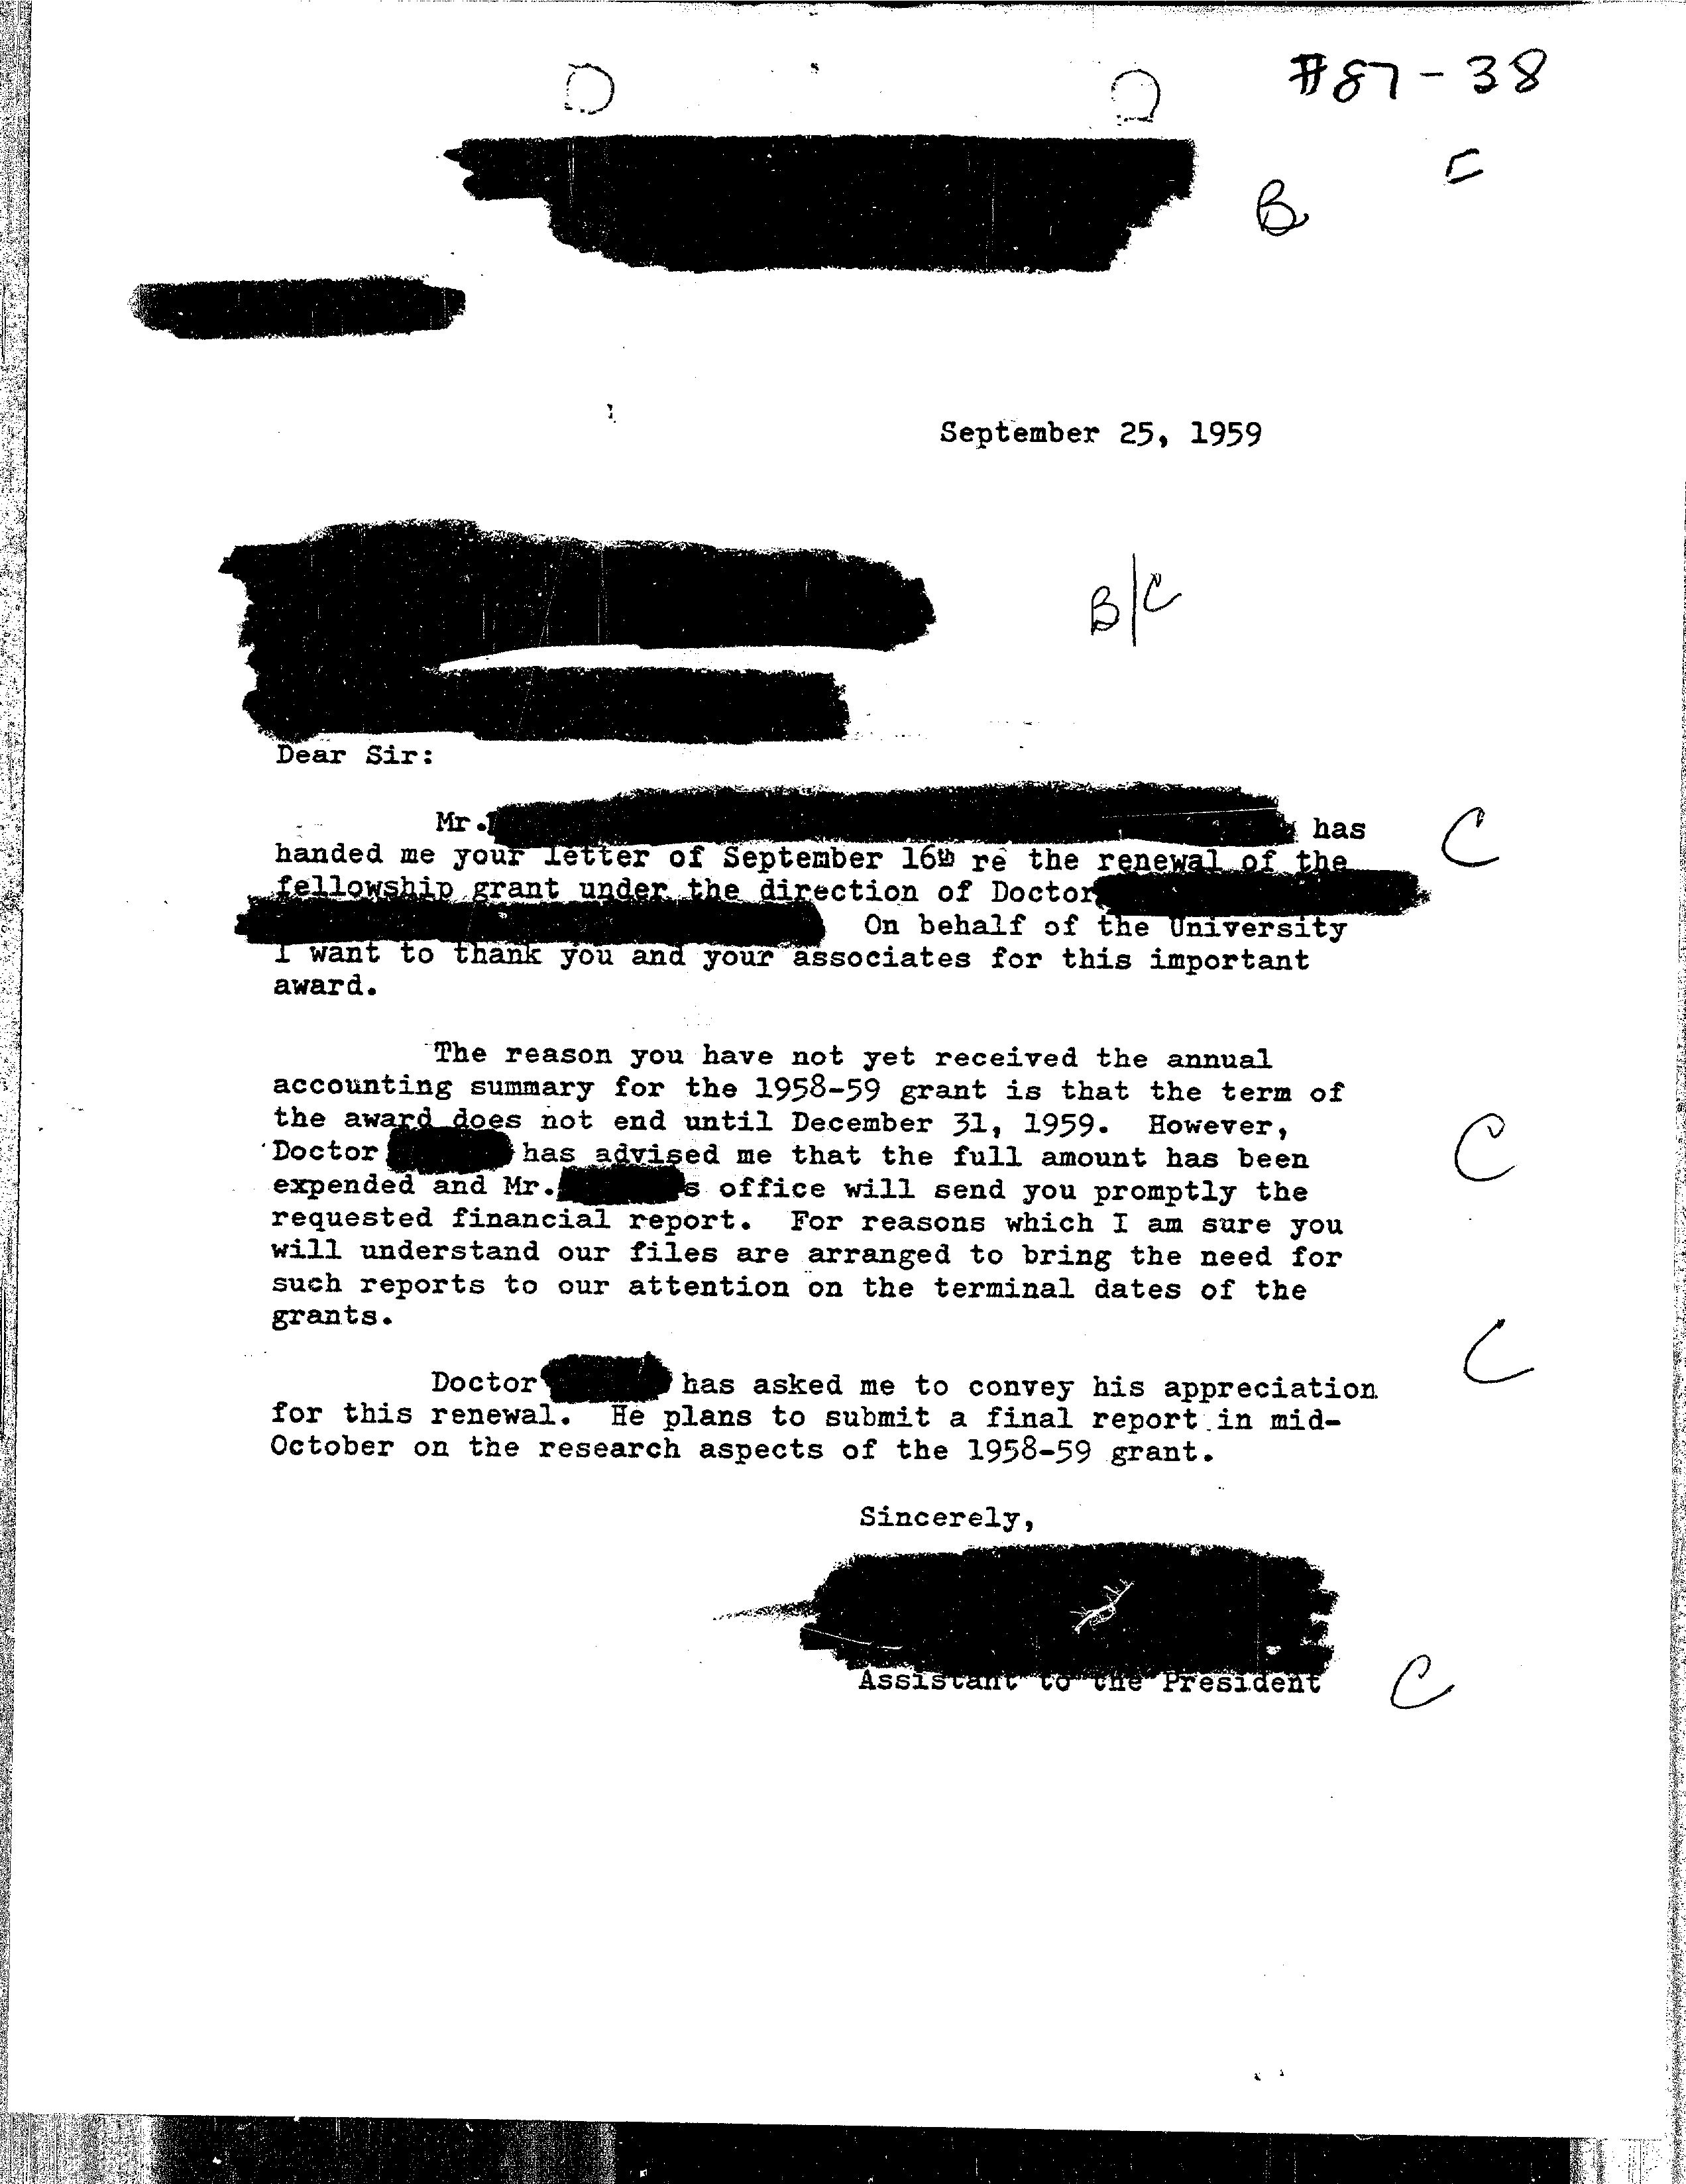 #87-38
B
September 25, 1959
B/C
Dear Sir:
Mr. has
C
handed me your letter of September 16th re the renewal of the
fellowship grant under the direction of Doctor
On behalf of the University
I want to thank you and your associates for this important
award.
The reason you have not yet received the annual
accounting summary for the 1958-59 grant is that the term of
the award does not end until December 31, 1959. However,
Doctor has advised me that the full amount has been
C
expended and Mr. s office will send you promptly the
requested financial report. For reasons which I am sure you
will understand our files are arranged to bring the need for
such reports to our attention on the terminal dates of the
grants.
C
Doctor has asked me to convey his appreciation
for this renewal. He plans to submit a final report in mid-
October on the research aspects of the 1958-59 grant.
Sincerely,
Assistant to the President
C